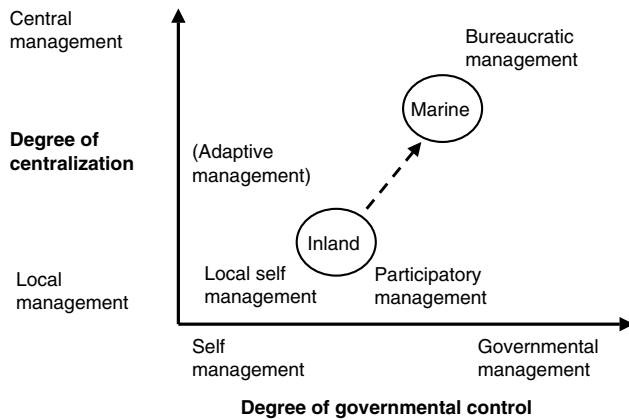 Central
management
Bureaucratic
management
Marine
Degree of
centralization
(Adaptive
management)
Inland
Local
management
Local self
management
Participatory
management
Self
management
Governmental
management
Degree of governmental control